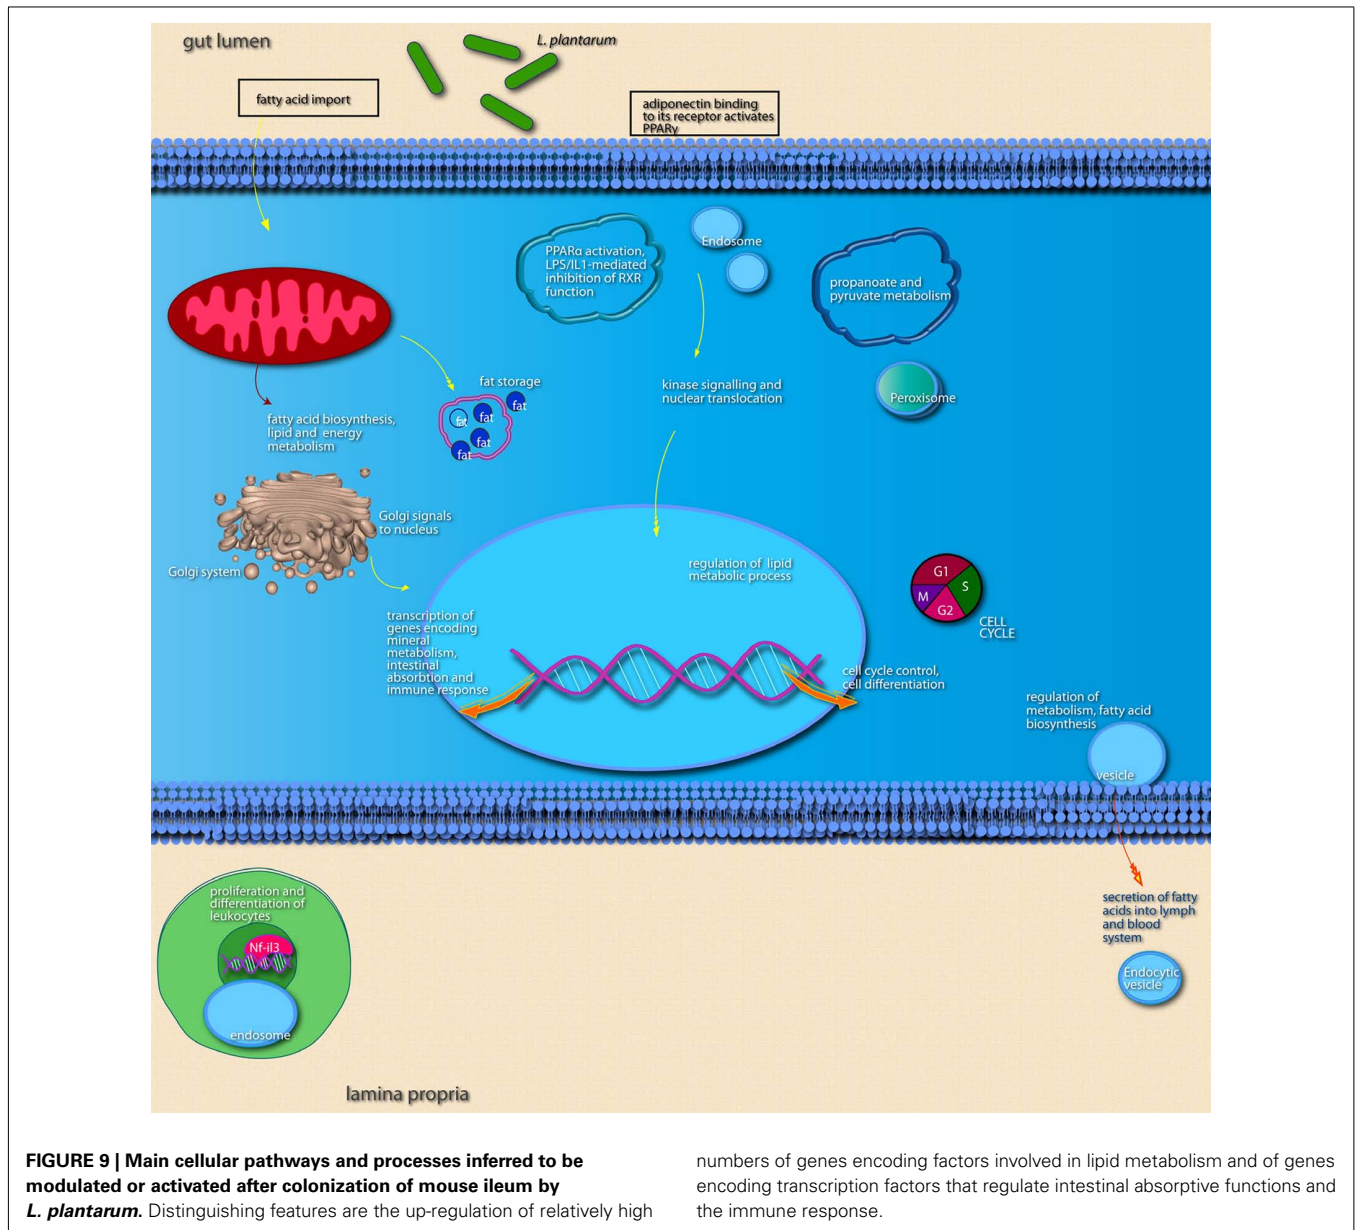 gut lumen
L. plantarum
fatty acid import
adiponectin binding
to its receptor activates
PPARγ
PPARα activation,
LPS/IL1-mediated
inhibition of RXR
function
Endosome
propanoate and
pyruvate metabolism
fat storage
fat
fat
fat
fat
fat
kinase signalling and
nuclear translocation
Peroxisome
fatty acid biosynthesis,
lipid and energy
metabolism
Golgi signals
to nucleus
Golgi system
regulation of lipid
metabolic process
G1
S
M
G2
CELL
CYCLE
transcription of
genes encoding
mineral
metabolism,
intestinal
absorbtion and
immune response
cell cycle control,
cell differentiation
regulation of
metabolism, fatty acid
biosynthesis
vesicle
proliferation and
differentiation of
leukocytes
Nf-il3
endosome
secretion of fatty
acids into lymph
and blood
system
Endocytic
vesicle
lamina propria
FIGURE 9 | Main cellular pathways and processes inferred to be
modulated or activated after colonization of mouse ileum by
L. plantarum. Distinguishing features are the up-regulation of relatively high
numbers of genes encoding factors involved in lipid metabolism and of genes
encoding transcription factors that regulate intestinal absorptive functions and
the immune response.